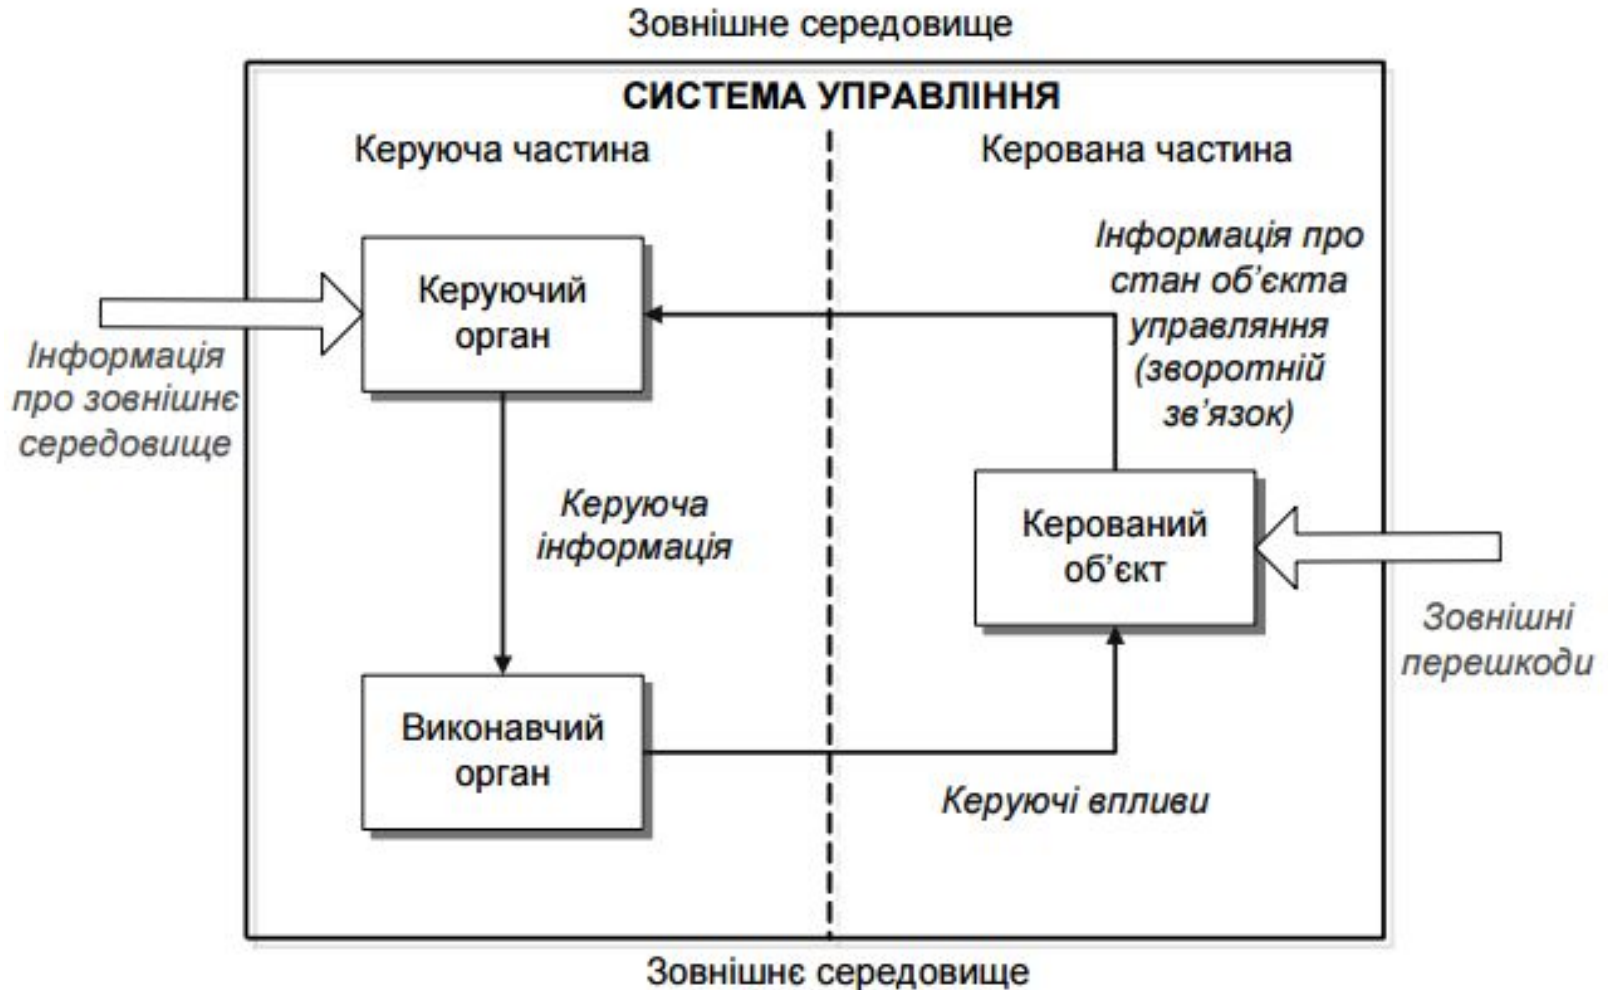 Зовнішне середовище
СИСТЕМА УПРАВЛІННЯ
Керуюча частина
Керована частина
Інформація про
стан об’єкта
управляння
(зворотній
зв’язок)
Керуючий
орган
Інформація
про зовнішнє
середовище
Керуюча
інформація
Керований
об’єкт
Зовнішні
перешкоди
Виконавчий
орган
Керуючі впливи
Зовнішнє середовище